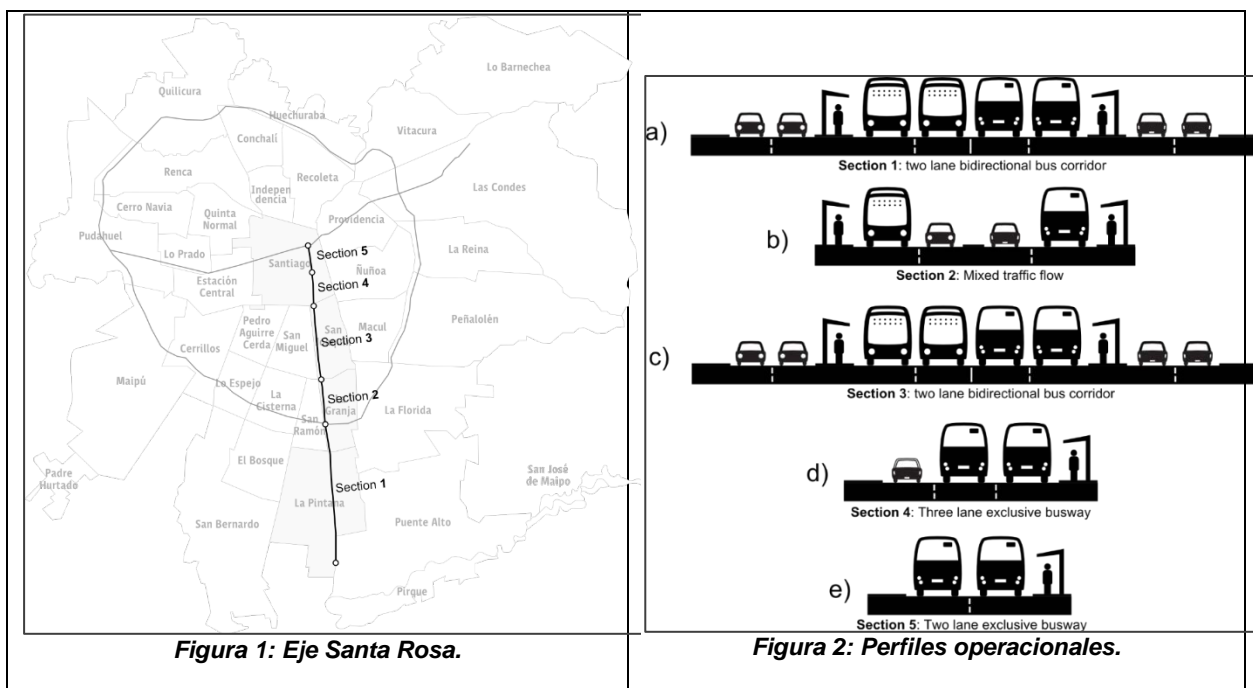 Lo Barnechea
Quilicura
Huechuraba
Vitacura
Conchalí
Renca
Recoleta
Las Condes
Indepen
dencia
Cerro Navia
Quinta
Normal
Providencia
Pudahuel
La Reina
Lo Prado
Section 5
Santiago
Ñuñoa
Estación
Central
Section 4
Peñalolén
Pedro
Aguirre
Cerda
San
Miguel
San
Macul
Section 3
Cerrillos
Maipú
Lo Espejo
La
Cisterna
Section 2
Granja
La Florida
San
Ramón
El Bosque
Padre
Hurtado
San José
de Maipo
Section 1
La Pintana
San Bernardo
Puente Alto
Pirque
Figura 1: Eje Santa Rosa.
a)
Section 1: two lane bidirectional bus corridor
b)
Section 2: Mixed traffic flow
c)
Section 3: two lane bidirectional bus corridor
d)
Section 4: Three lane exclusive busway
e)
Section 5: Two lane exclusive busway
Figura 2: Perfiles operacionales.